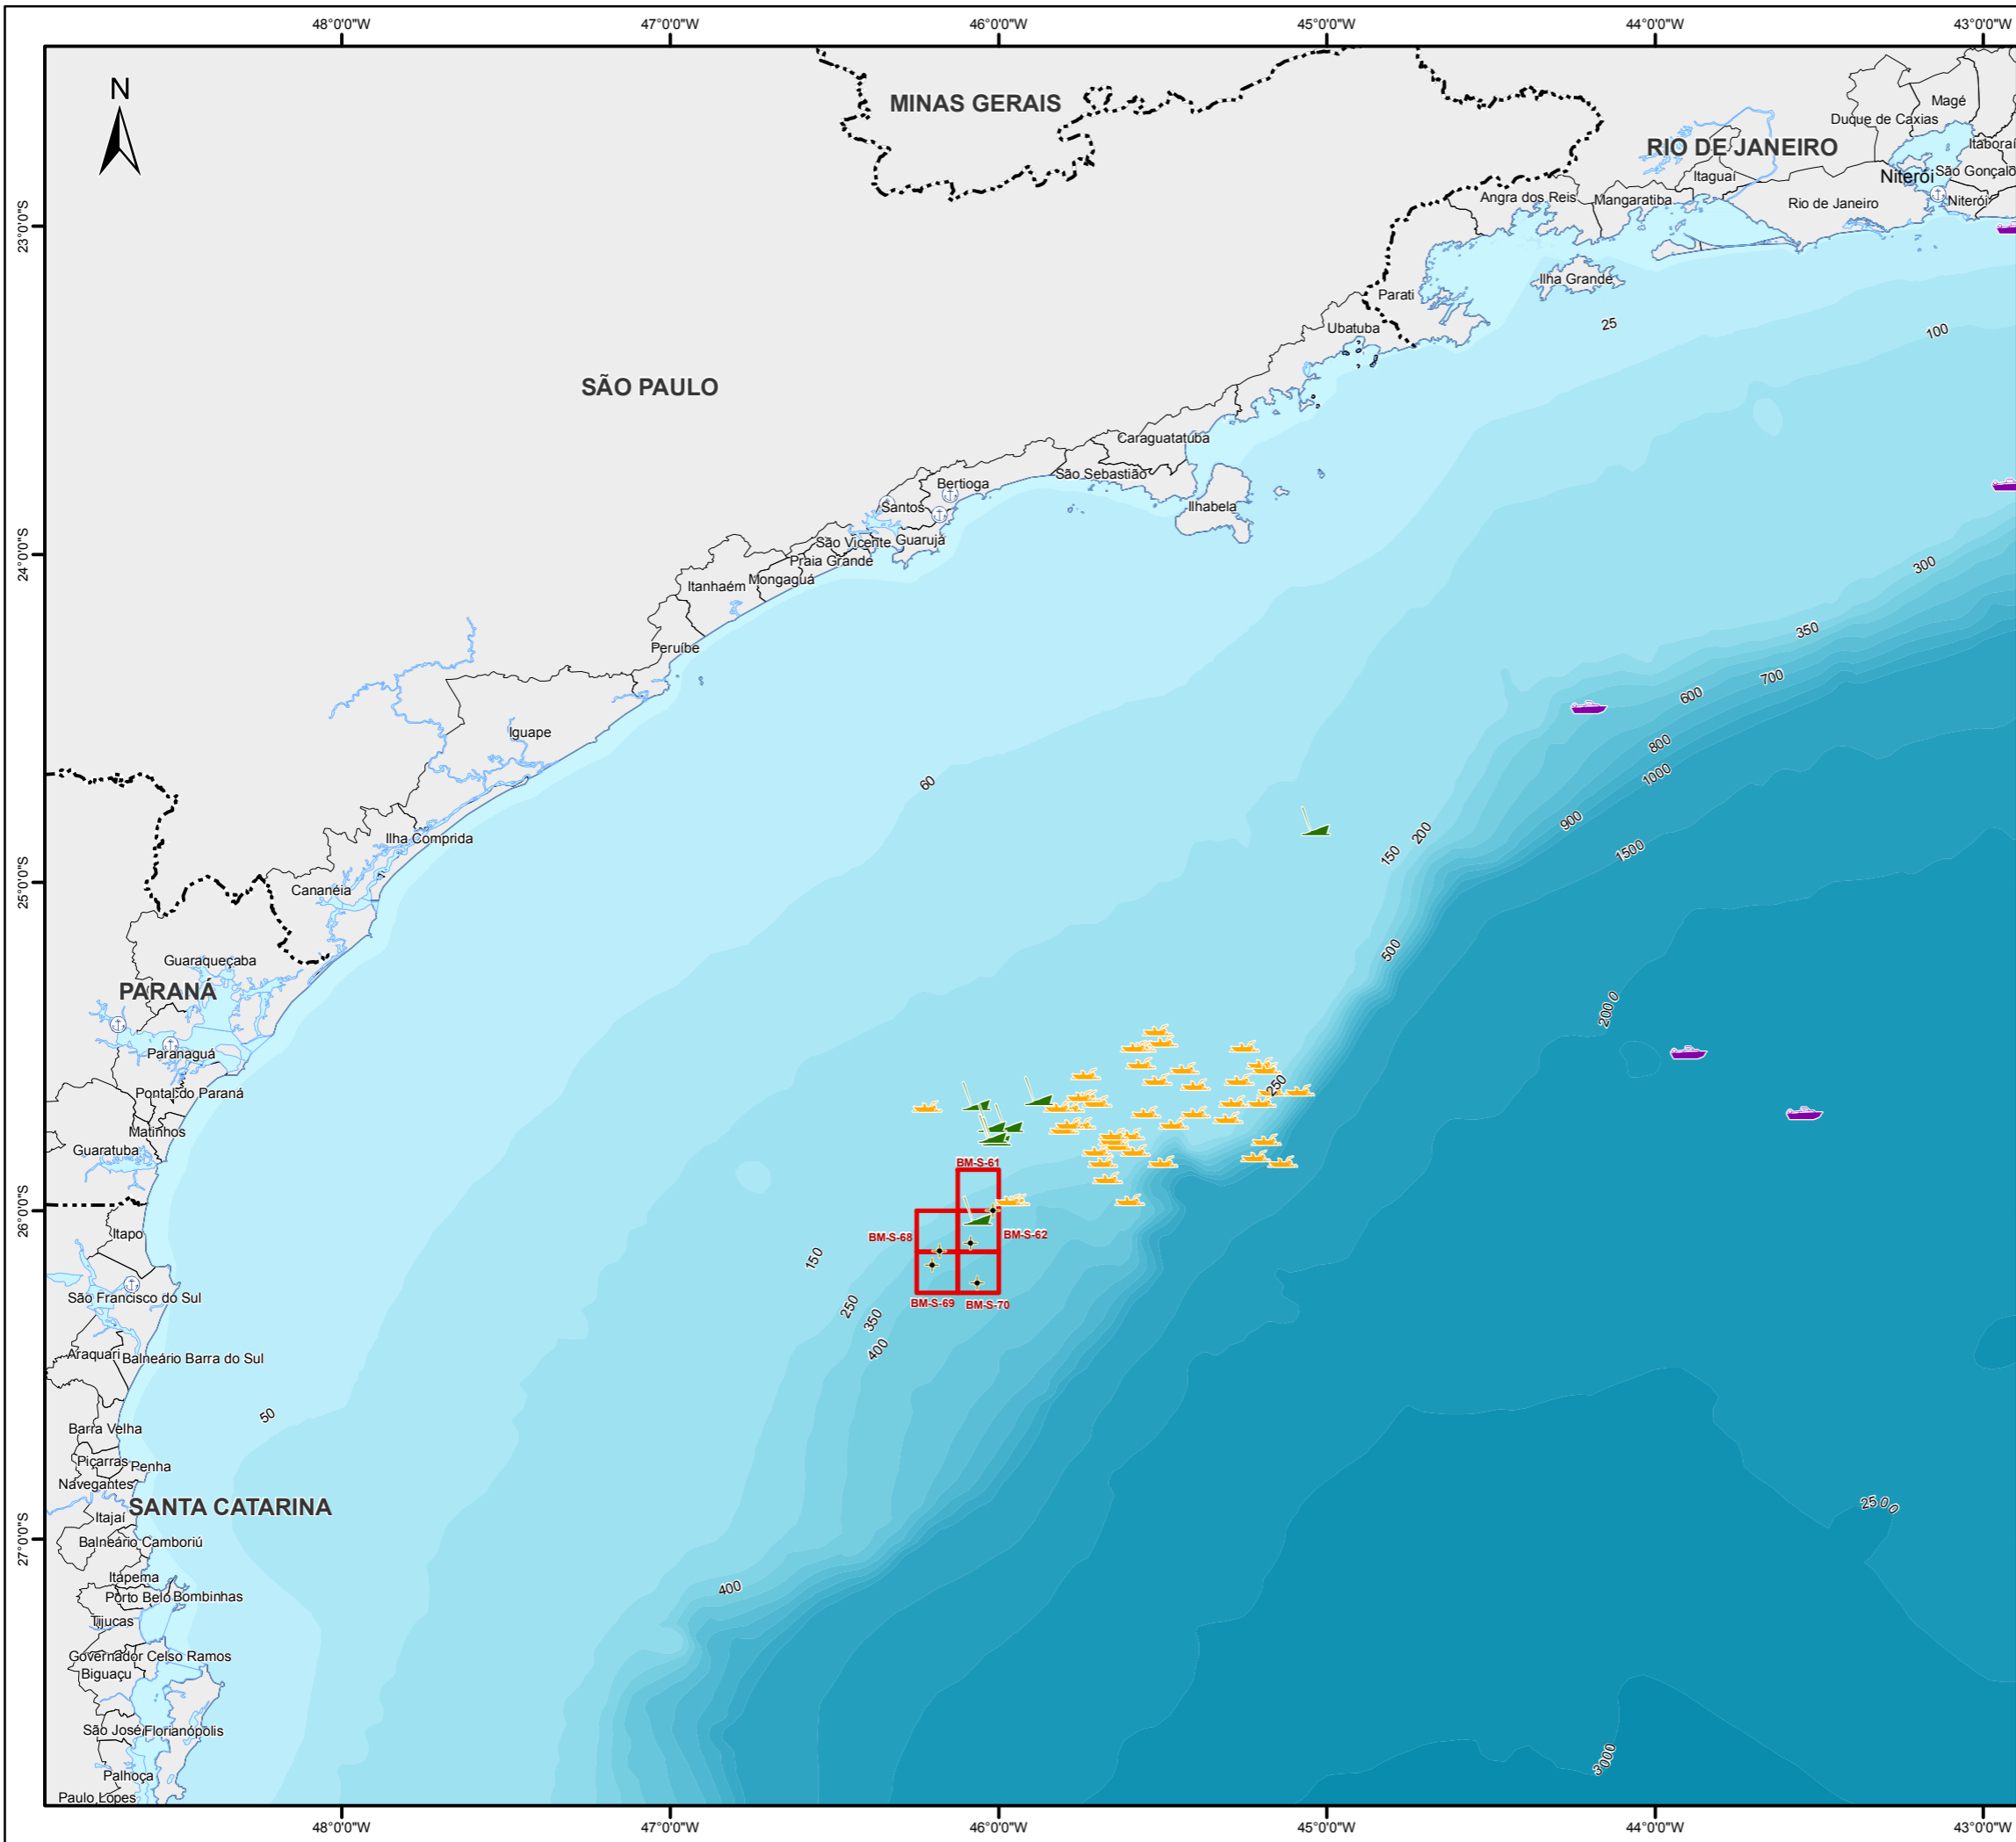 48°0'0"W
47°0'0"W
46°0'0"W
45°0'0"W
44°0'0"W
43°0'0"W
N
MINAS GERAIS
Magé
Duque de Caxias
RIO DE JANEIRO
Itaboraí
Itaguaí
Niterói
São Gonçalo
Angra dos Reis
Mangaratiba
Rio de Janeiro
Niterói
23°0'0"S
Ilha Grande
Parati
25
Ubatuba
100
SÃO PAULO
Caraguatatuba
São Sebastião
Bertioga
Santos
Ilhabela
São Vicente
Guarujá
24°0'0"S
Praia Grande
300
Mongaguá
Itanhaém
350
Peruíbe
700
600
Iguape
800
1000
60
900
Ilha Comprida
150
200
1500
25°0'0"S
Cananéia
500
Guaraqueçaba
PARANÁ
200 0
Paranaguá
250
Pontal do Paraná
Matinhos
Guaratuba
BM-S-61
26°0'0"S
Itapo
BM-S-68
BM-S-62
150
São Francisco do Sul
BM-S-69
BM-S-70
250
350
400
Araquari
Balneário Barra do Sul
50
Barra Velha
Piçarras
Penha
Navegantes
25 0 0
SANTA CATARINA
Itajaí
27°0'0"S
Balneário Camboriú
Itapema
400
Porto Belo
Bombinhas
Tijucas
Governador Celso Ramos
Biguaçu
São José
Florianópolis
3000
Palhoça
Paulo Lopes
48°0'0"W
47°0'0"W
46°0'0"W
45°0'0"W
44°0'0"W
43°0'0"W